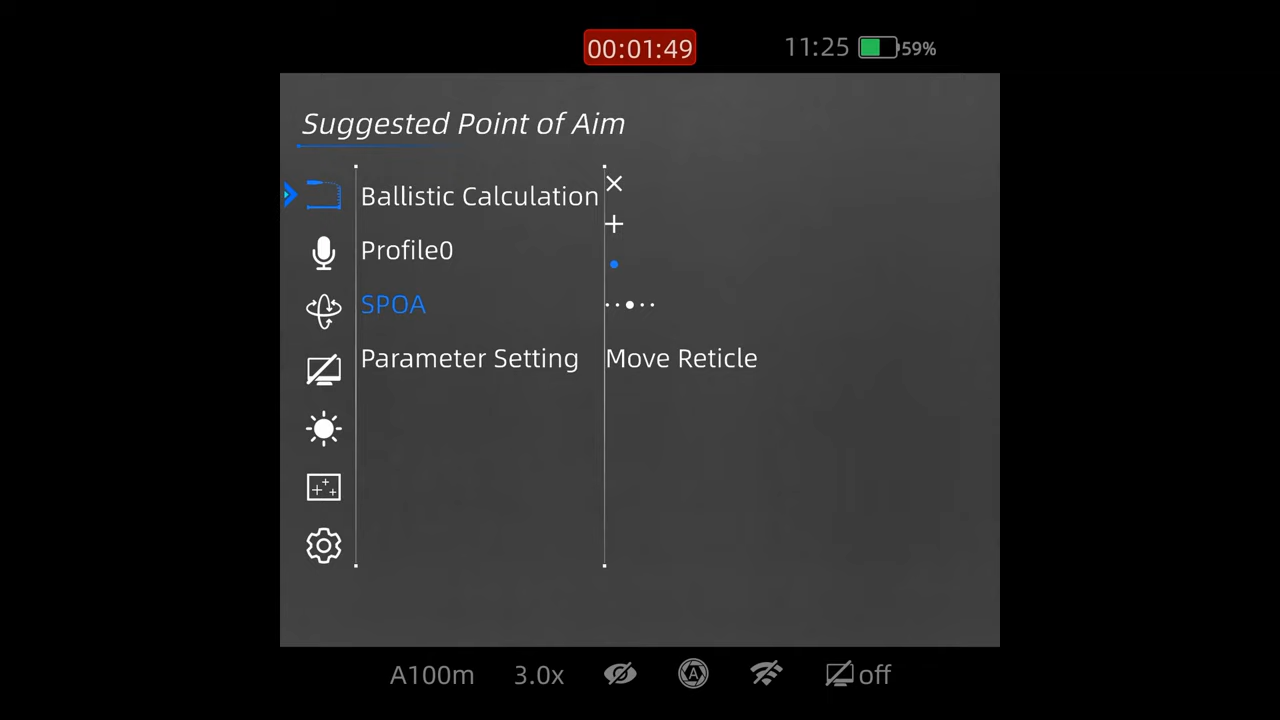 00:01:49
11:25 59%
Suggested Point of Aim
Ballistic Calculation
Profile0
SPOA
Parameter Setting
Move Reticle
A100m 3.0x A off